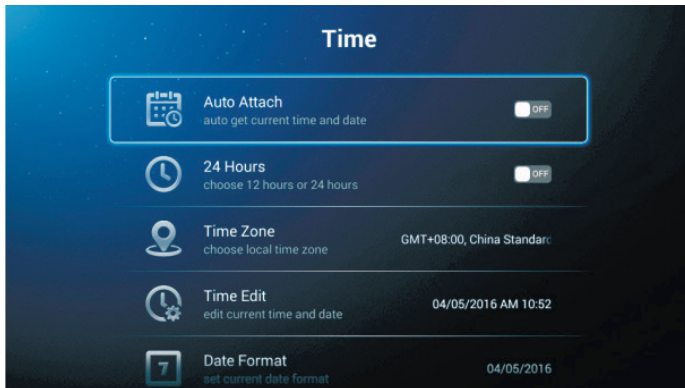 Time
Auto Attach
auto get current time and date
OFF
24 Hours
choose 12 hours or 24 hours
OFF
Time Zone
choose local time zone
GMT+08:00, China Standard
Time Edit
edit current time and date
04/05/2016 AM 10:52
7
Date Format
set current date format
04/05/2016